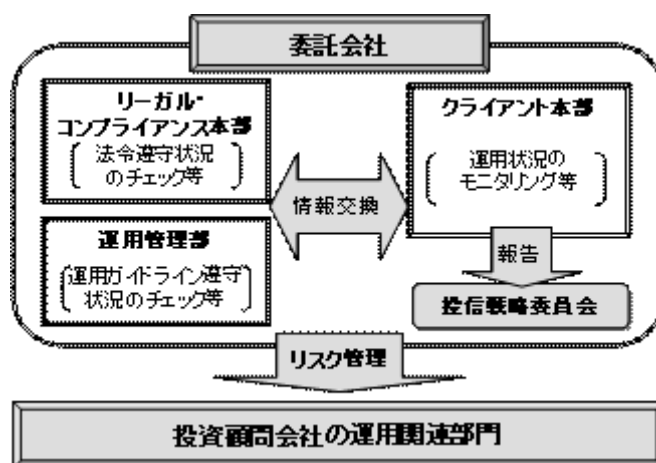 委託会社
リーガル・
コンプライアンス本部
法令遵守状況
のチェック等
運用管理部
運用ガイドライン遵守
状況のチェック等
情報交換
クライアント本部
運用状況の
モニタリング等
報告
投信戦略委員会
リスク管理
投資顧問会社の運用関連部門